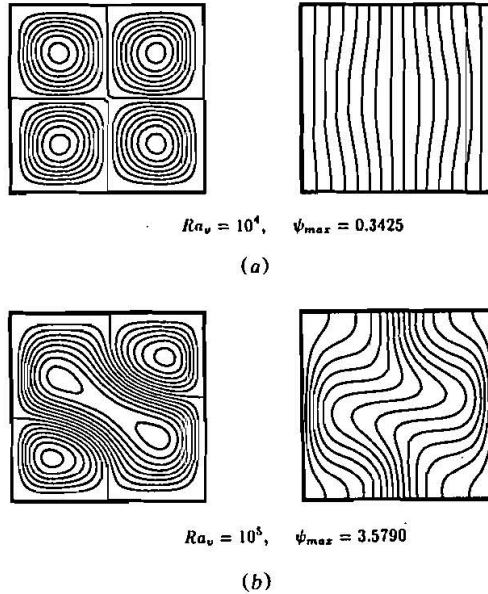 Ra_v = 10^4, ψ_max = 0.3425
(a)
Ra_v = 10^5, ψ_max = 3.5790
(b)